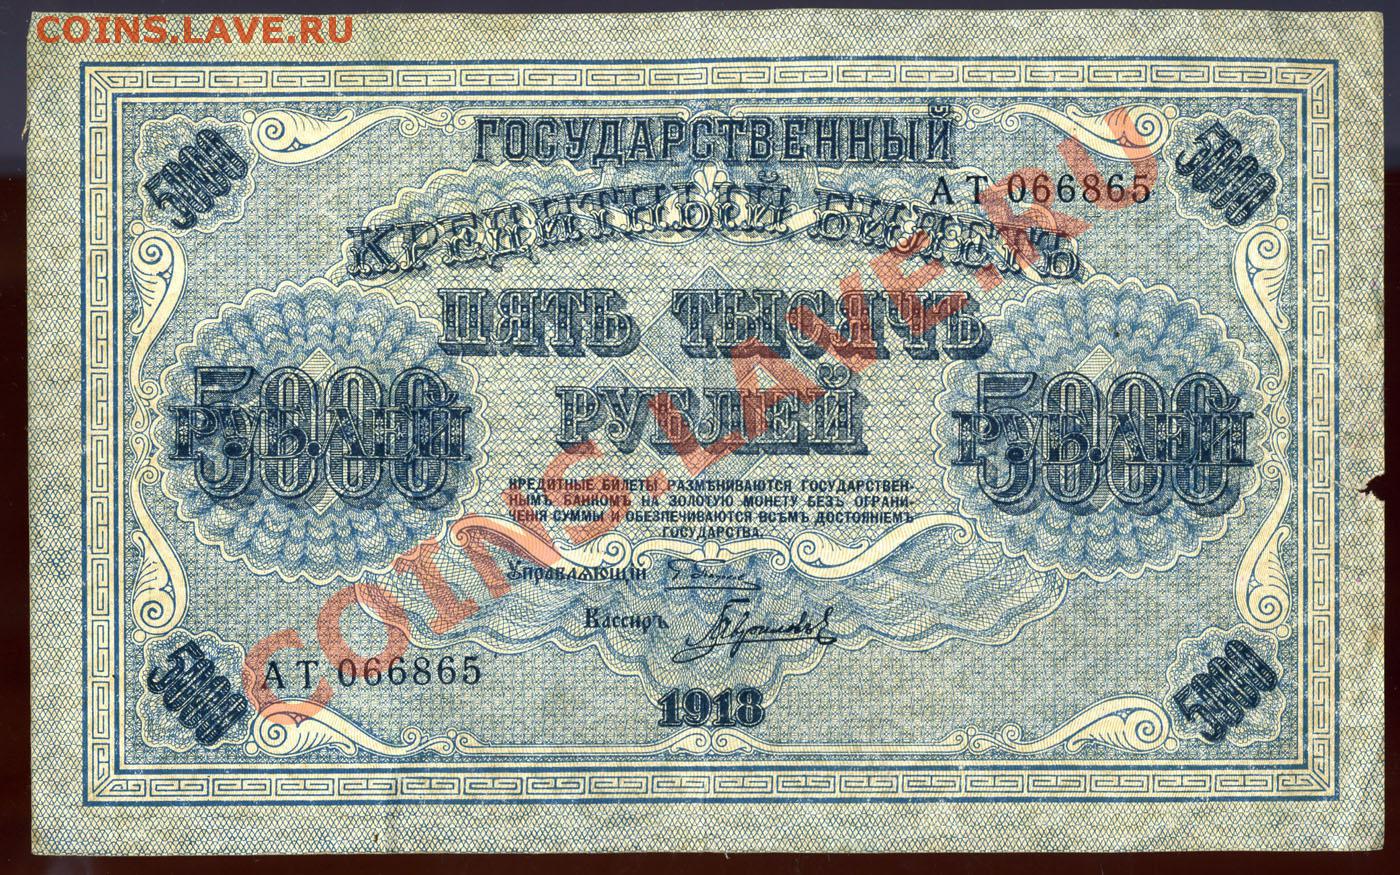 COINS.LAVE.RU
5000 5000
ГОСУДАРСТВЕННЫЙ
АТ 066865
КРЕДИТНЫЙ БИЛЕТЪ
ПЯТЬ ТЫСЯЧЪ
РУБЛЕЙ
5000 РУБЛЕЙ
5000 РУБЛЕЙ
КРЕДИТНЫЕ БИЛЕТЫ РАЗМѢНИВАЮТСЯ ГОСУДАРСТВЕН-
НЫМЪ БАНКОМЪ НА ЗОЛОТУЮ МОНЕТУ БЕЗЪ ОГРАНИ-
ЧЕНІЯ СУММЫ И ОБЕЗПЕЧИВАЮТСЯ ВСѢМЪ ДОСТОЯНІЕМЪ
ГОСУДАРСТВА.
Управляющій
Кассиръ
АТ 066865
1918
5000 5000
COINS.LAVE.RU